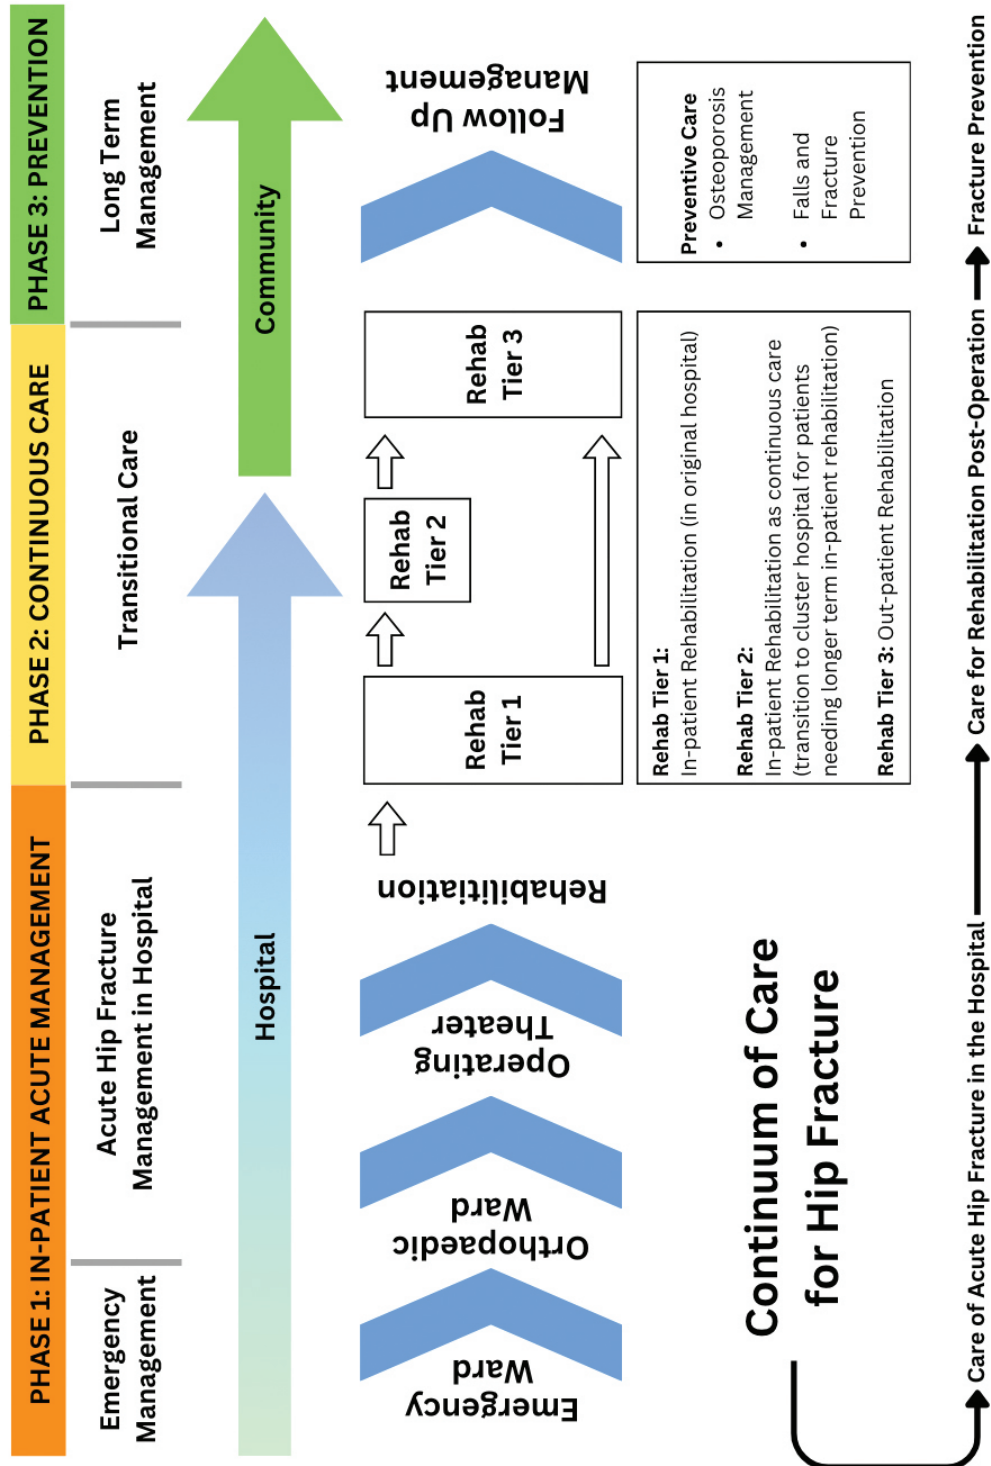 PHASE 1: IN-PATIENT ACUTE MANAGEMENT
PHASE 2: CONTINUOUS CARE
PHASE 3: PREVENTION
Emergency
Management
Acute Hip Fracture
Management in Hospital
Transitional Care
Long Term
Management
Hospital
Community
Emergency
Ward
Orthopaedic
Ward
Operating
Theater
Rehabilitiation
Rehab
Tier 1
Rehab
Tier 2
Rehab
Tier 3
Follow Up
Management
Rehab Tier 1:
In-patient Rehabilitation (in original hospital)
Rehab Tier 2:
In-patient Rehabilitation as continuous care
(transition to cluster hospital for patients
needing longer term in-patient rehabilitation)
Rehab Tier 3: Out-patient Rehabilitation
Preventive Care
• Osteoporosis
Management
• Falls and
Fracture
Prevention
Continuum of Care
for Hip Fracture
Care of Acute Hip Fracture in the Hospital
Care for Rehabilitation Post-Operation
Fracture Prevention